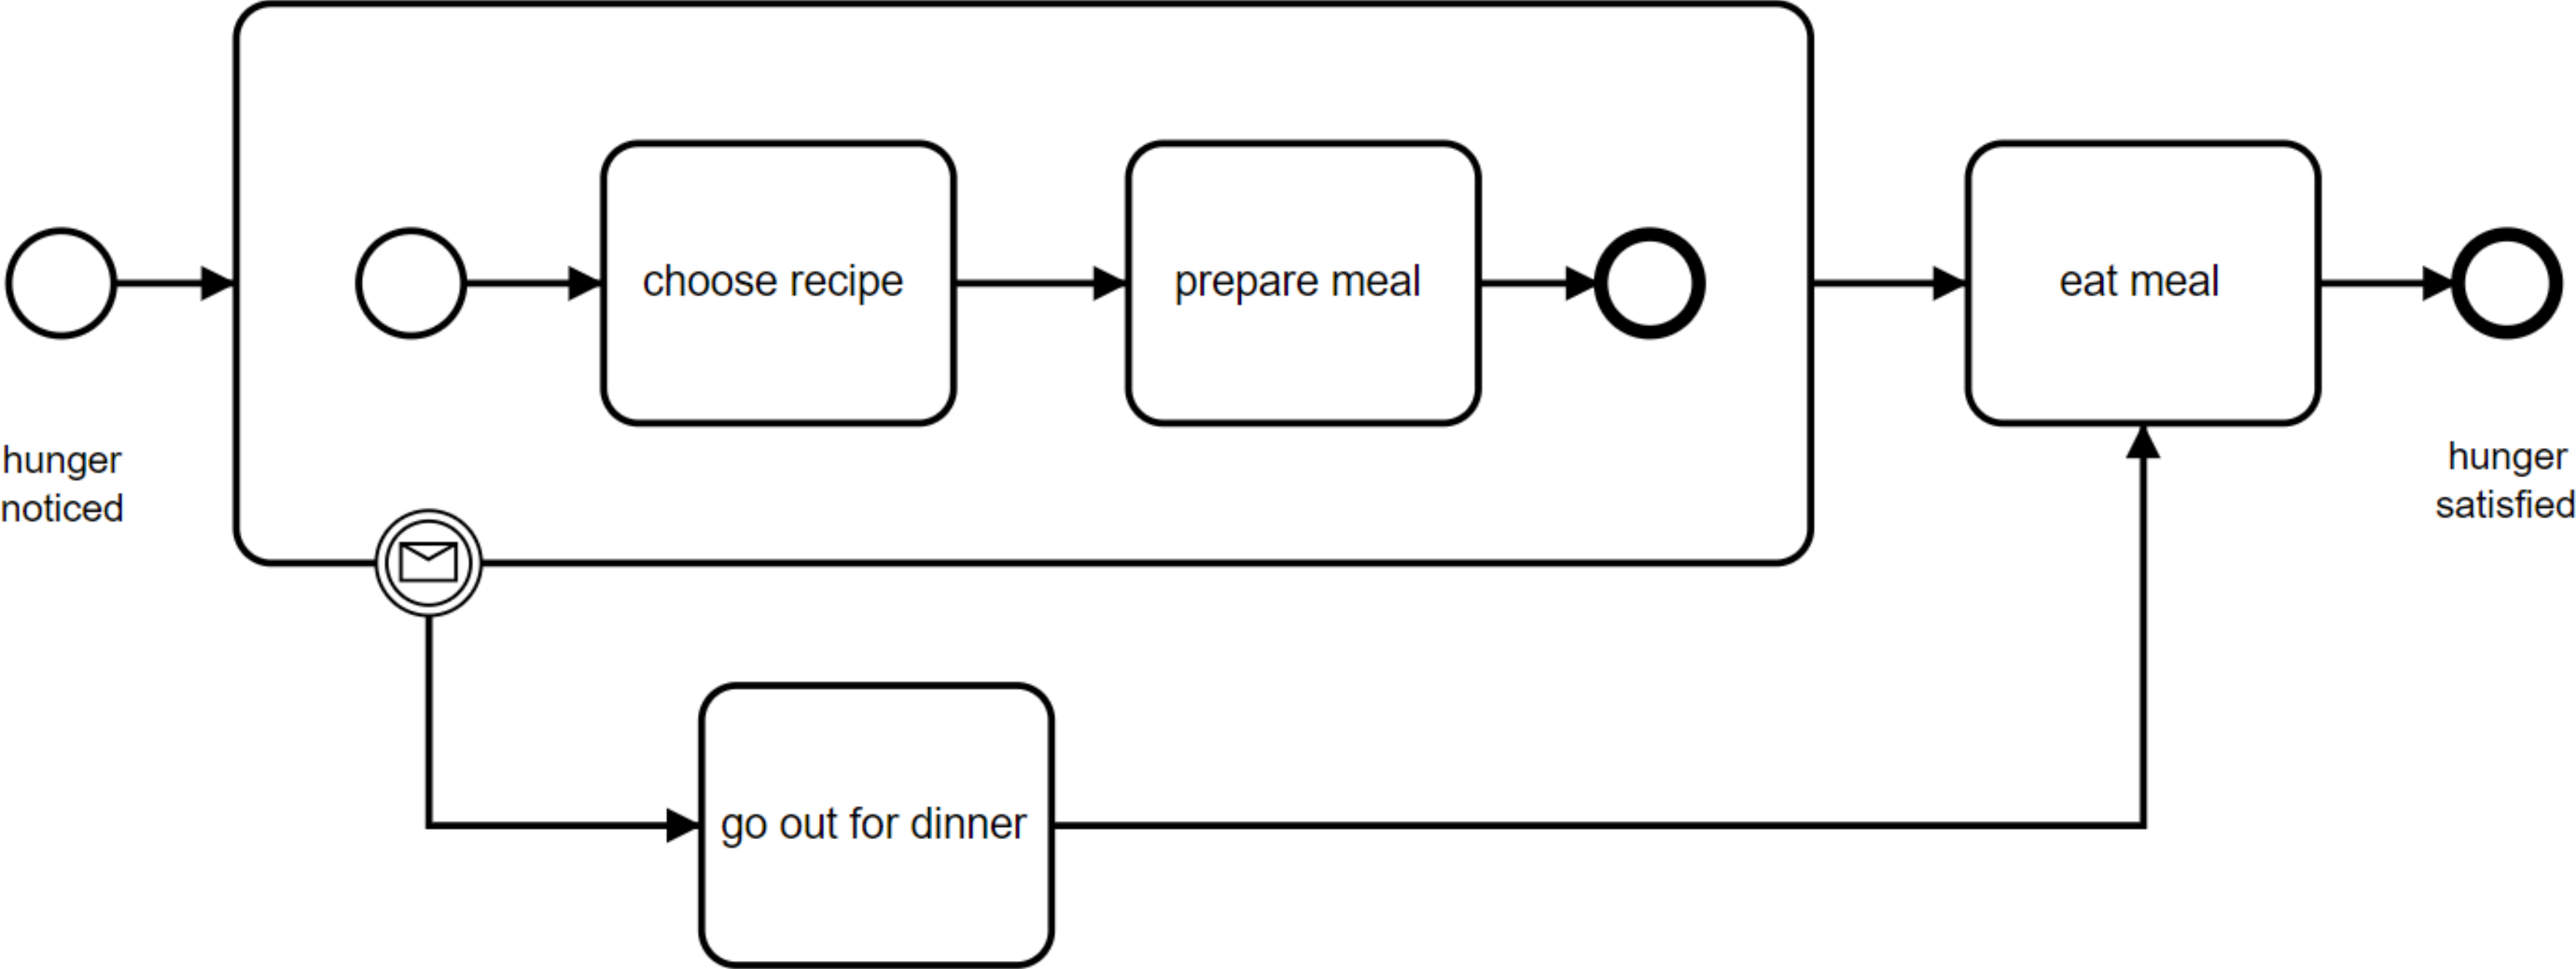 choose recipe
prepare meal
eat meal
hunger
noticed
hunger
satisfied
go out for dinner